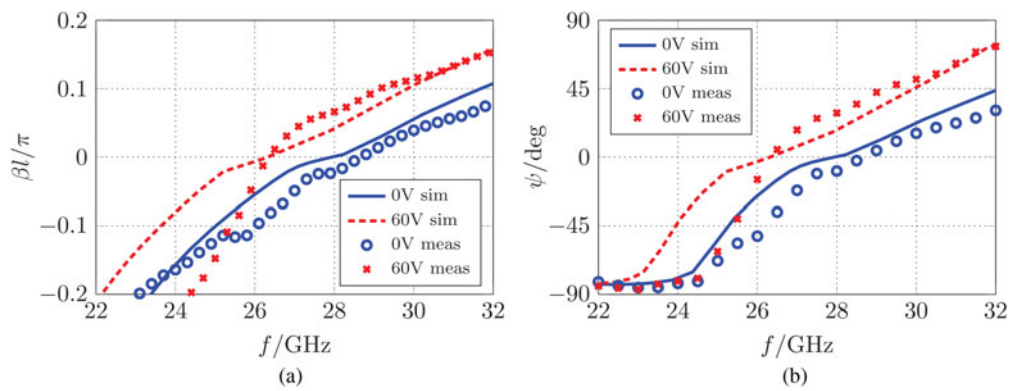 0.2
0.1
0
−0.1
−0.2
βl/π
0V sim
60V sim
0V meas
60V meas
22 24 26 28 30 32
f/GHz
(a)
90
45
0
−45
−90
ψ/deg
0V sim
60V sim
0V meas
60V meas
22 24 26 28 30 32
f/GHz
(b)